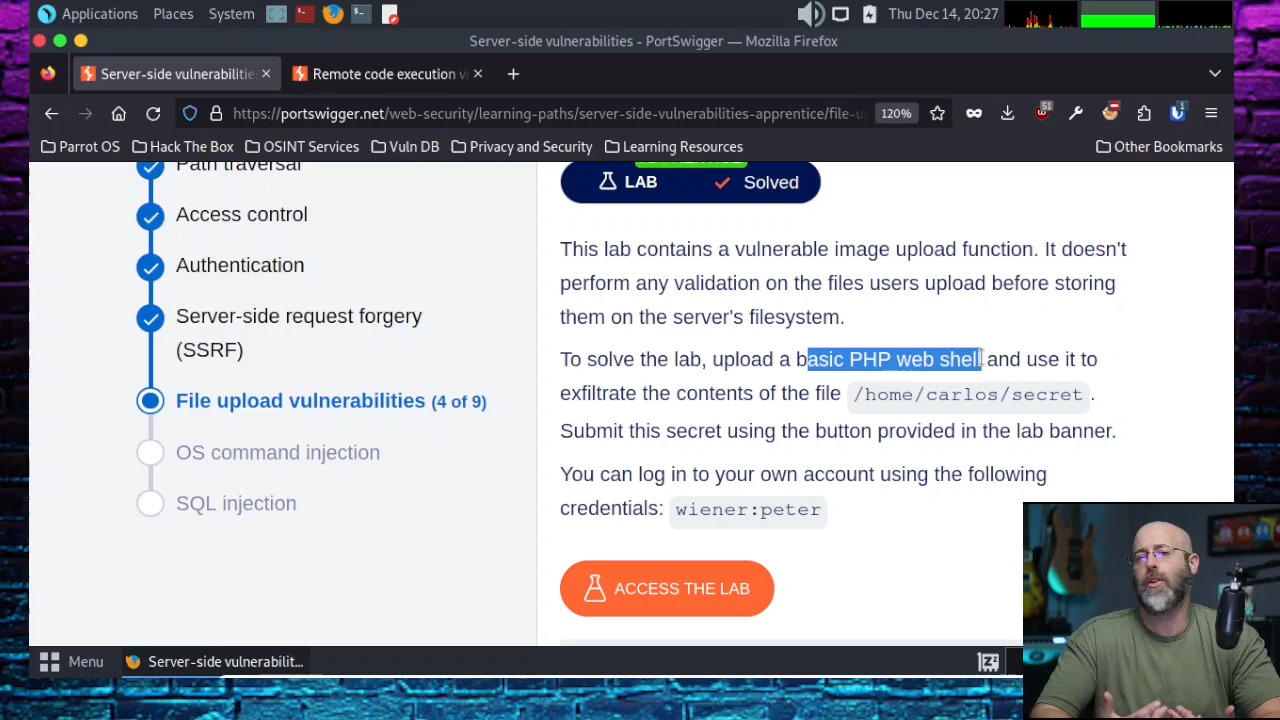 Applications Places System Thu Dec 14, 20:27
Server-side vulnerabilities - PortSwigger — Mozilla Firefox
Server-side vulnerabilitie Remote code execution vi
https://portswigger.net/web-security/learning-paths/server-side-vulnerabilities-apprentice/file-u 120% 51 1
Parrot OS Hack The Box OSINT Services Vuln DB Privacy and Security Learning Resources Other Bookmarks
Path traversal
Access control
Authentication
Server-side request forgery
(SSRF)
File upload vulnerabilities (4 of 9)
OS command injection
SQL injection
LAB Solved
This lab contains a vulnerable image upload function. It doesn't
perform any validation on the files users upload before storing
them on the server's filesystem.
To solve the lab, upload a basic PHP web shell and use it to
exfiltrate the contents of the file /home/carlos/secret.
Submit this secret using the button provided in the lab banner.
You can log in to your own account using the following
credentials: wiener:peter
ACCESS THE LAB
Menu Server-side vulnerabilit...